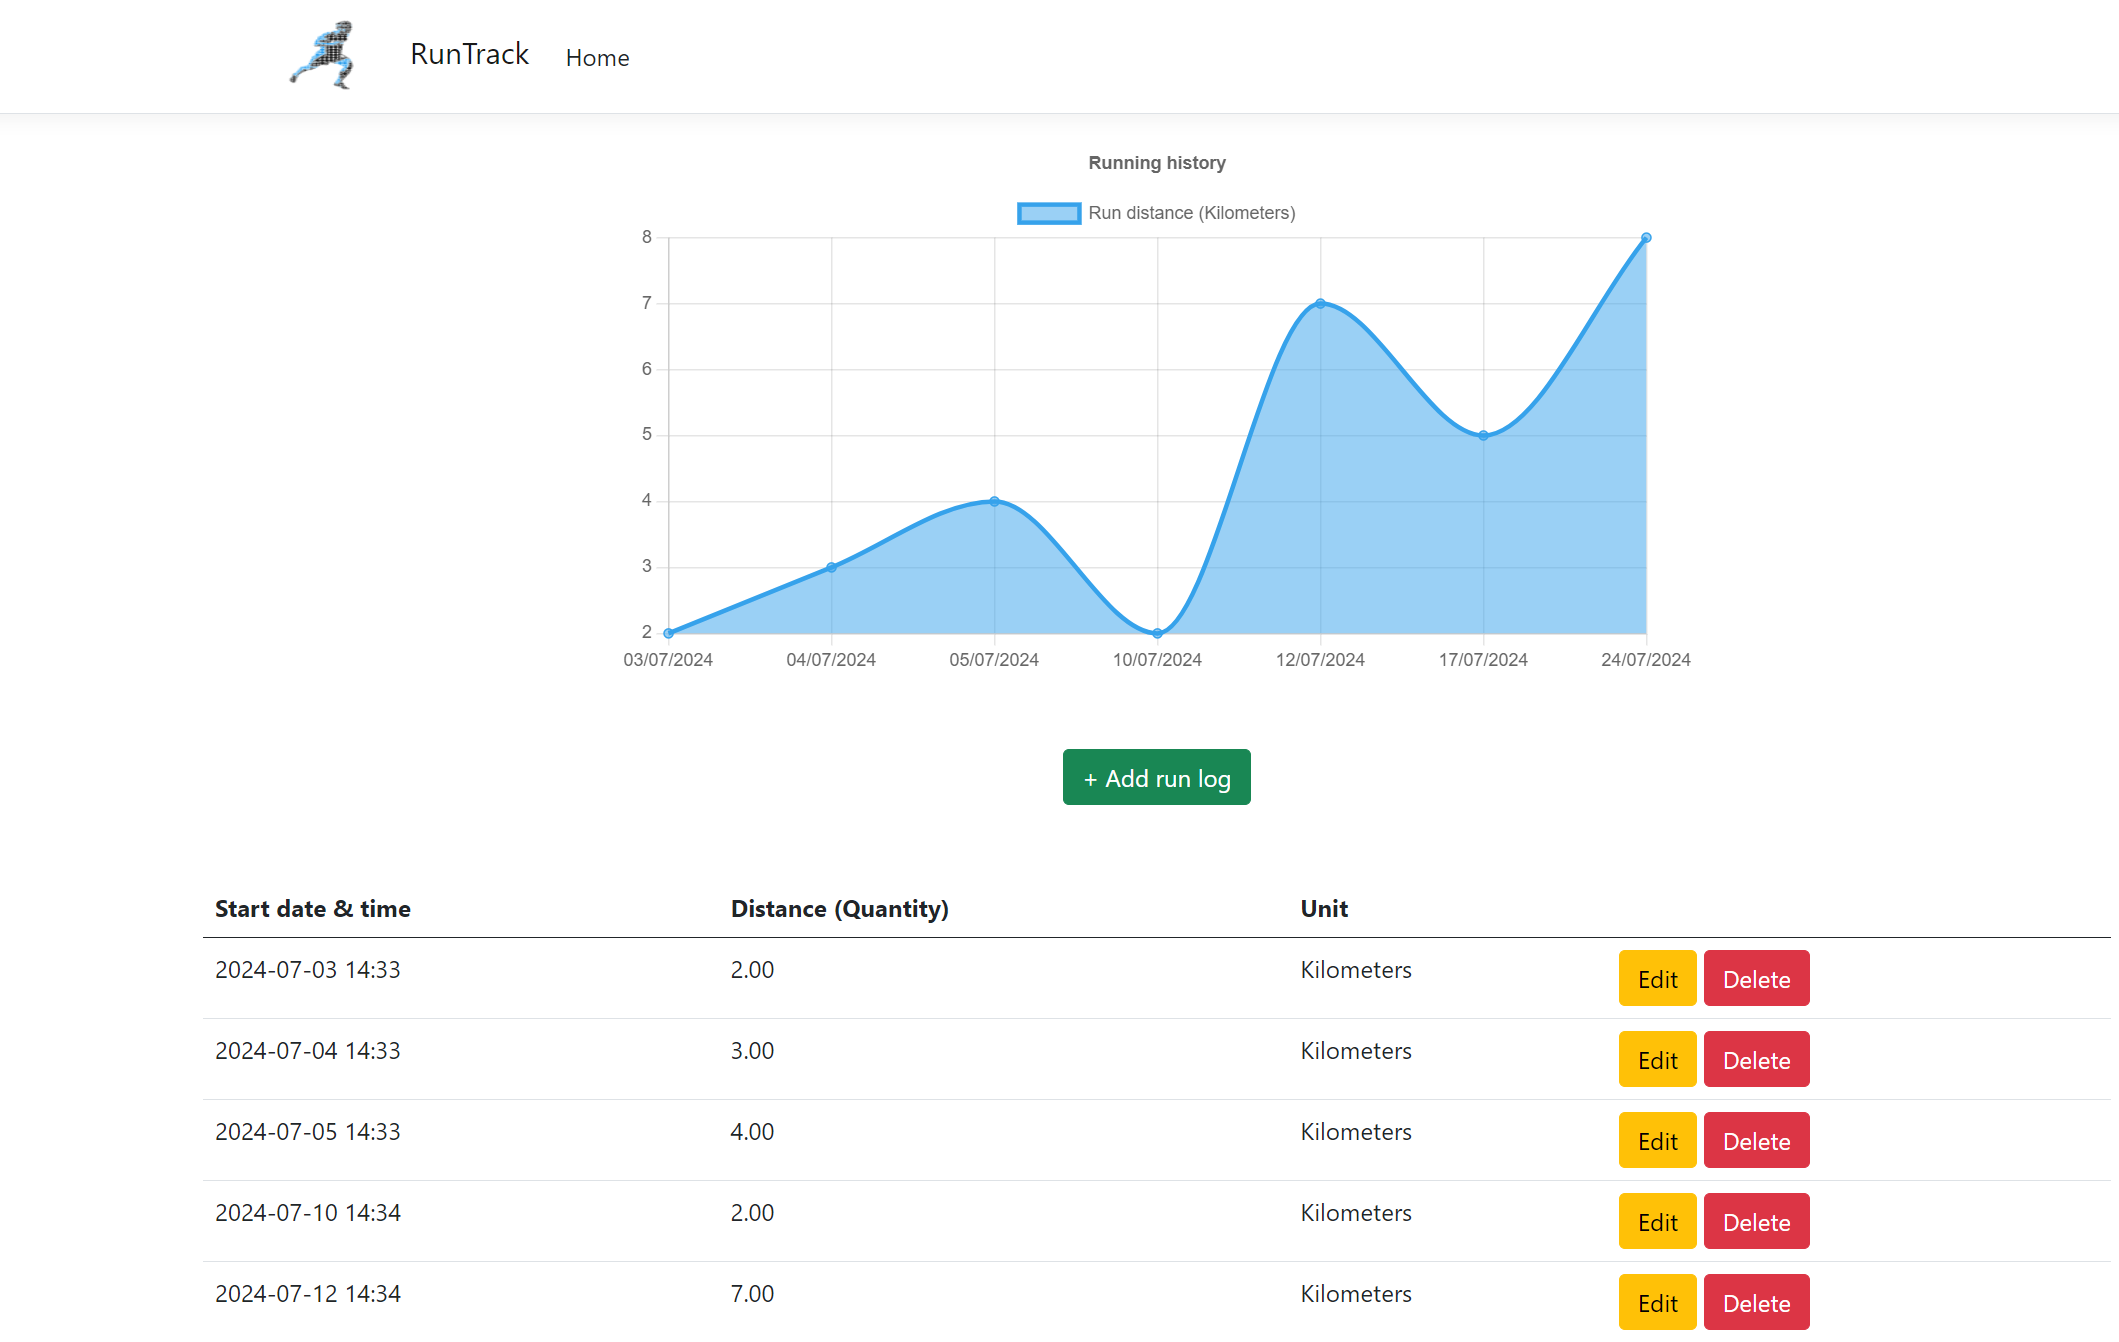 RunTrack Home
Running history
Run distance (Kilometers)
8
7
6
5
4
3
2
03/07/2024 04/07/2024 05/07/2024 10/07/2024 12/07/2024 17/07/2024 24/07/2024
+ Add run log
Start date & time Distance (Quantity) Unit
2024-07-03 14:33 2.00 Kilometers Edit Delete
2024-07-04 14:33 3.00 Kilometers Edit Delete
2024-07-05 14:33 4.00 Kilometers Edit Delete
2024-07-10 14:34 2.00 Kilometers Edit Delete
2024-07-12 14:34 7.00 Kilometers Edit Delete